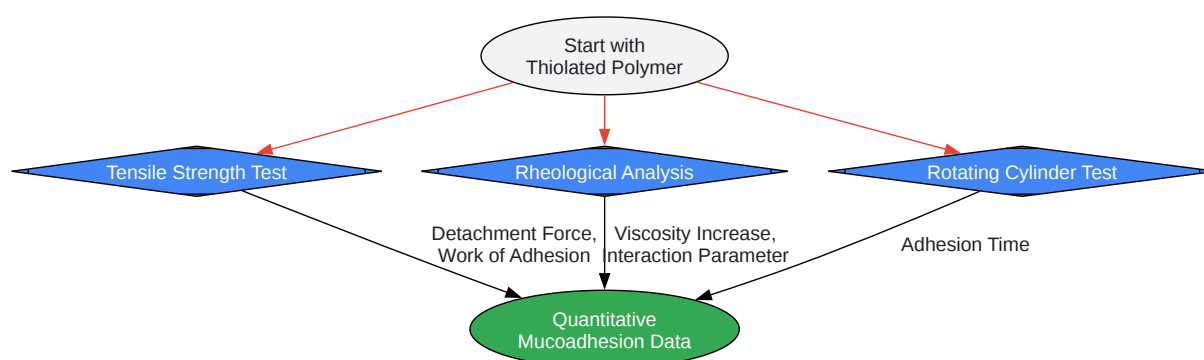 Start with
Thiolated Polymer
Tensile Strength Test
Rheological Analysis
Rotating Cylinder Test
Detachment Force,
Work of Adhesion
Viscosity Increase,
Interaction Parameter
Adhesion Time
Quantitative
Mucoadhesion Data